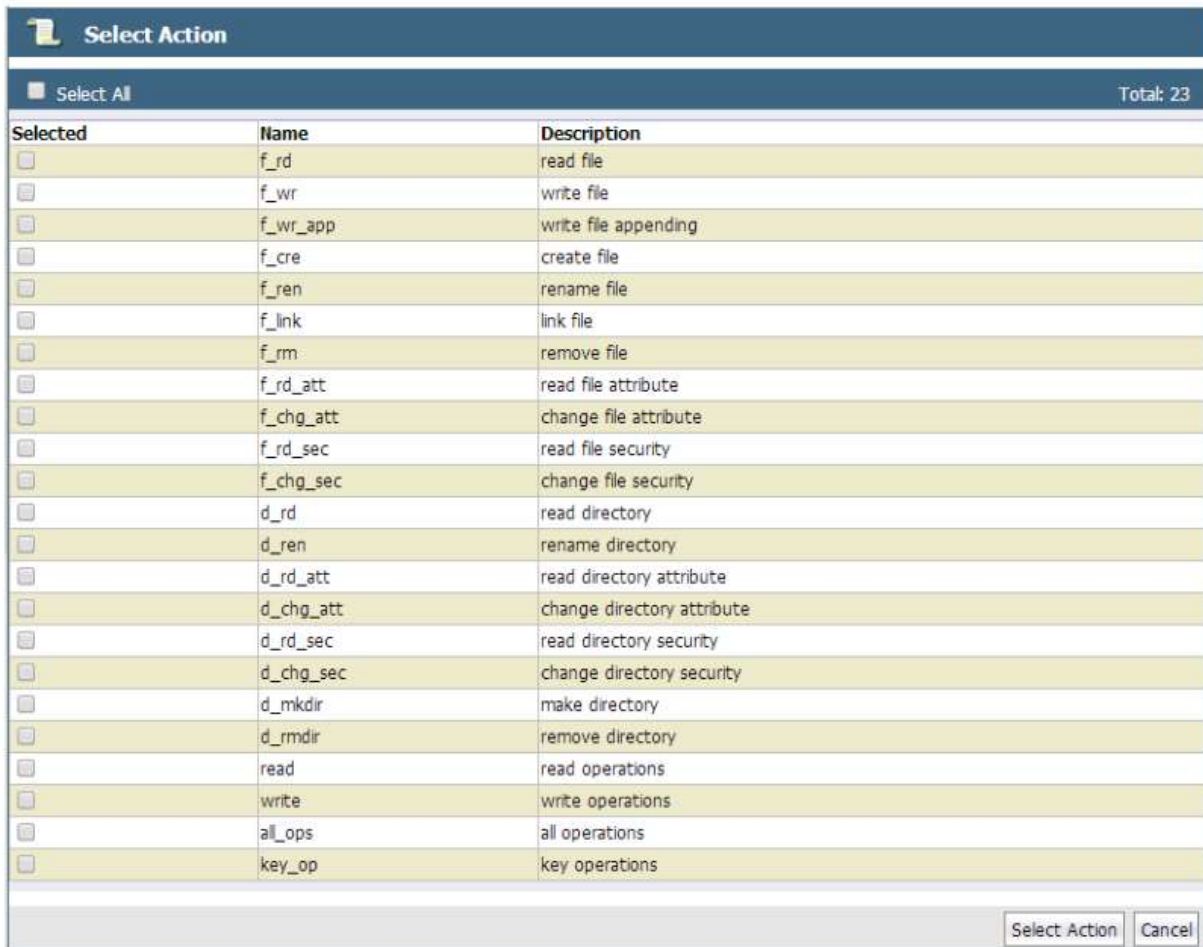 Select Action
Select All Total: 23
Selected Name Description
f_rd read file
f_wr write file
f_wr_app write file appending
f_cre create file
f_ren rename file
f_link link file
f_rm remove file
f_rd_att read file attribute
f_chg_att change file attribute
f_rd_sec read file security
f_chg_sec change file security
d_rd read directory
d_ren rename directory
d_rd_att read directory attribute
d_chg_att change directory attribute
d_rd_sec read directory security
d_chg_sec change directory security
d_mkdir make directory
d_rmdir remove directory
read read operations
write write operations
all_ops all operations
key_op key operations
Select Action Cancel